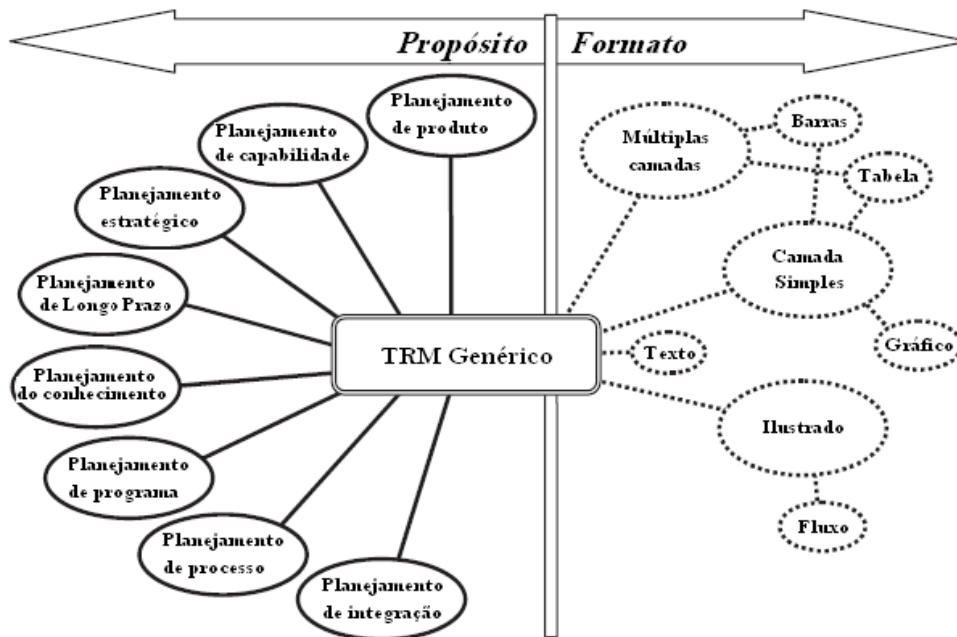 Propósito
Formato
Planejamento
de produto
Planejamento
de capabilidade
Planejamento
estratégico
Planejamento
de Longo Prazo
Planejamento
do conhecimento
Planejamento
de programa
Planejamento
de processo
Planejamento
de integração
TRM Genérico
Múltiplas
camadas
Barras
Tabela
Camada
Simples
Gráfico
Texto
Ilustrado
Fluxo